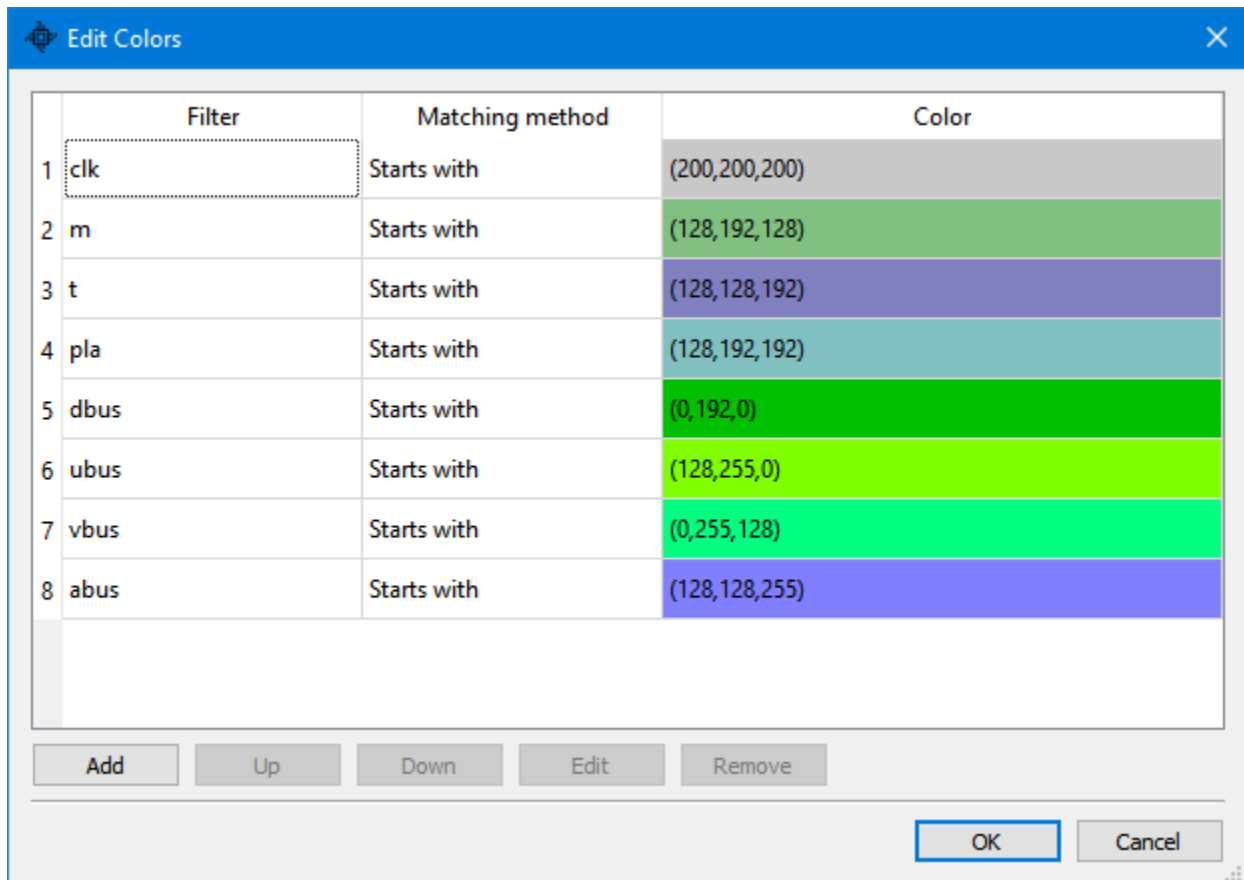 Edit Colors
Filter Matching method Color
1 clk Starts with (200,200,200)
2 m Starts with (128,192,128)
3 t Starts with (128,128,192)
4 pla Starts with (128,192,192)
5 dbus Starts with (0,192,0)
6 ubus Starts with (128,255,0)
7 vbus Starts with (0,255,128)
8 abus Starts with (128,128,255)
Add Up Down Edit Remove
OK Cancel